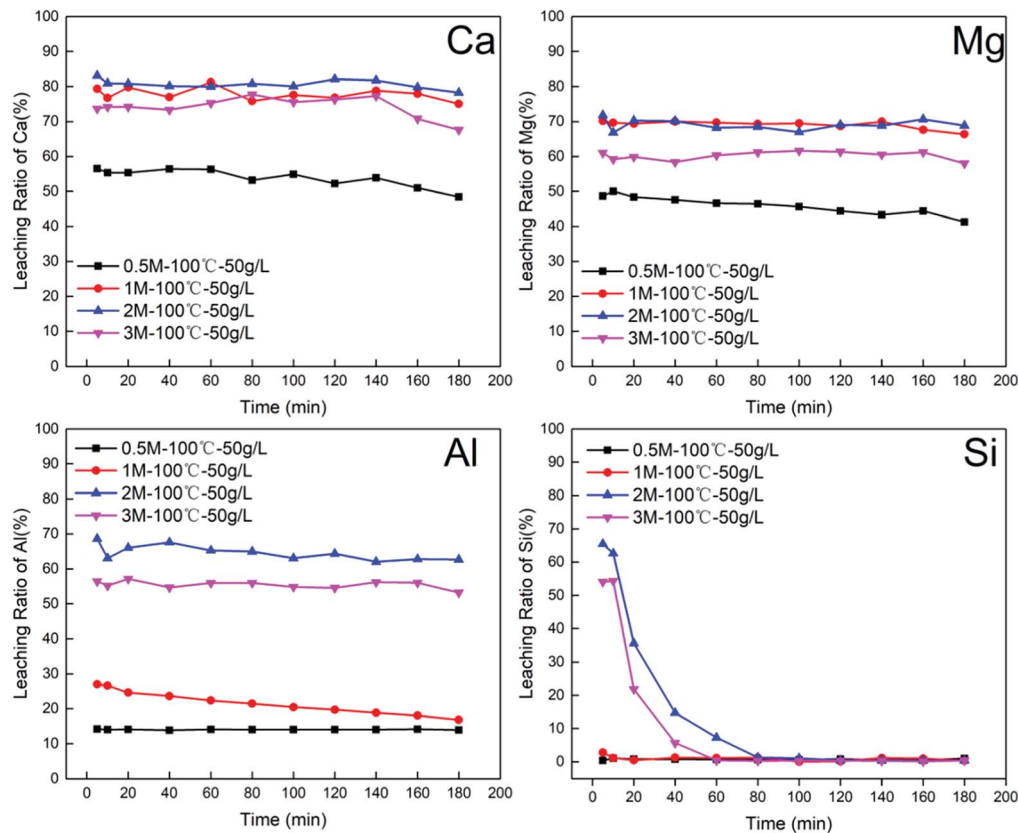 Ca
Leaching Ratio of Ca(%)
100
90
80
70
60
50
40
30
20
10
0
0.5M-100℃-50g/L
1M-100℃-50g/L
2M-100℃-50g/L
3M-100℃-50g/L
0 20 40 60 80 100 120 140 160 180 200
Time (min)
Mg
Leaching Ratio of Mg(%)
100
90
80
70
60
50
40
30
20
10
0
0.5M-100℃-50g/L
1M-100℃-50g/L
2M-100℃-50g/L
3M-100℃-50g/L
0 20 40 60 80 100 120 140 160 180 200
Time (min)
Al
Leaching Ratio of Al(%)
100
90
80
70
60
50
40
30
20
10
0
0.5M-100℃-50g/L
1M-100℃-50g/L
2M-100℃-50g/L
3M-100℃-50g/L
0 20 40 60 80 100 120 140 160 180 200
Time (min)
Si
Leaching Ratio of Si(%)
100
90
80
70
60
50
40
30
20
10
0
0.5M-100℃-50g/L
1M-100℃-50g/L
2M-100℃-50g/L
3M-100℃-50g/L
0 20 40 60 80 100 120 140 160 180 200
Time (min)